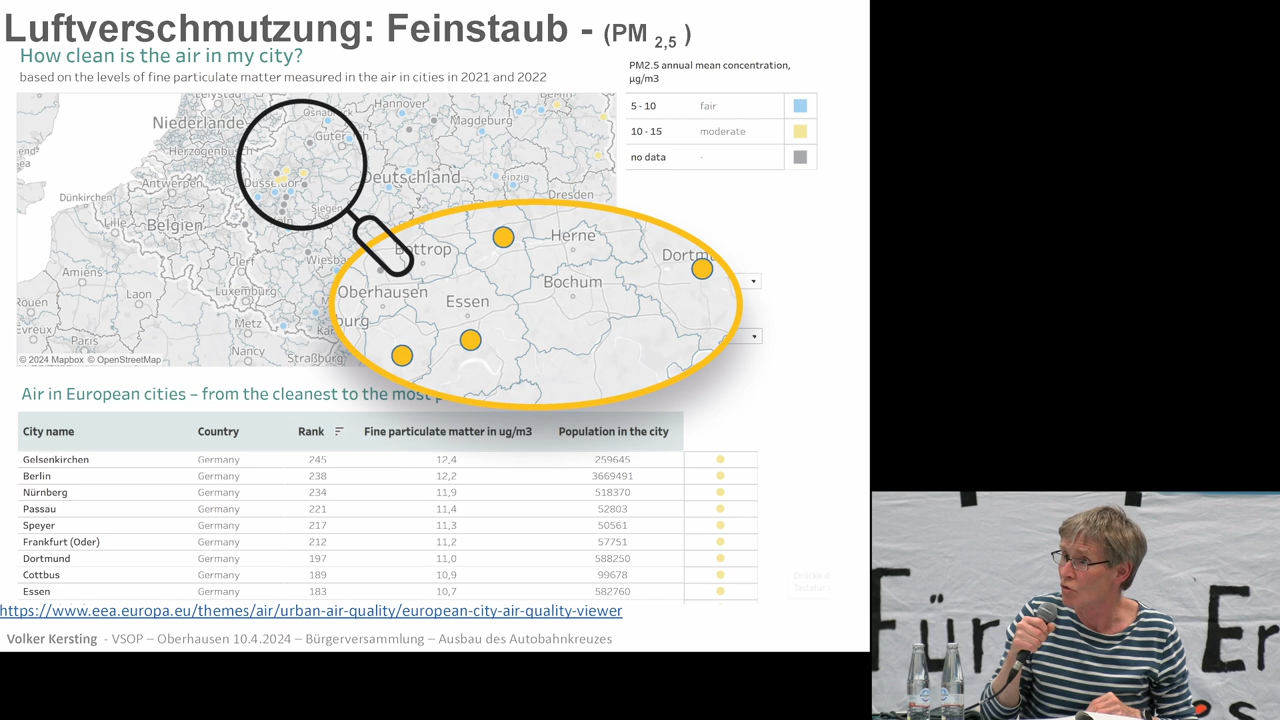 Luftverschmutzung: Feinstaub - (PM 2,5 )
How clean is the air in my city?
based on the levels of fine particulate matter measured in the air in cities in 2021 and 2022
PM2.5 annual mean concentration,
µg/m3
5 - 10 fair
10 - 15 moderate
no data -
Lelystad
Niederlande
Herzogenbusch
Antwerpen
Dünkirchen
Lille
Belgien
Amiens
Laon
Rouen
Evreux
Paris
Clerf
Luxemburg
Metz
Nancy
Straßburg
Hannover
Magdeburg
Berlin
Düsseldorf
Deutschland
Leipzig
Dresden
Siegen
© 2024 Mapbox © OpenStreetMap
Bottrop
Herne
Oberhausen
Essen
Bochum
Air in European cities – from the cleanest to the most p
City name Country Rank Fine particulate matter in ug/m3 Population in the city
Gelsenkirchen Germany 245 12,4 259645
Berlin Germany 238 12,2 3669491
Nürnberg Germany 234 11,9 518370
Passau Germany 221 11,4 52803
Speyer Germany 217 11,3 50561
Frankfurt (Oder) Germany 212 11,2 57751
Dortmund Germany 197 11,0 588250
Cottbus Germany 189 10,9 99678
Essen Germany 183 10,7 582760
https://www.eea.europa.eu/themes/air/urban-air-quality/european-city-air-quality-viewer
Volker Kersting - VSOP – Oberhausen 10.4.2024 – Bürgerversammlung – Ausbau des Autobahnkreuzes
Für Er